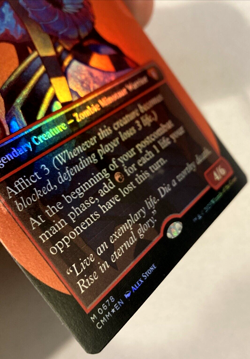 egendary Creature — Zombie Minotaur Warrior
Afflict 3 (Whenever this creature becomes
blocked, defending player loses 3 life.)
At the beginning of your postcombat
main phase, add for each 1 life your
opponents have lost this turn.
"Live an exemplary life. Die a worthy death.
Rise in eternal glory."
4/6
M 0678
CMM★EN ALEX STONE